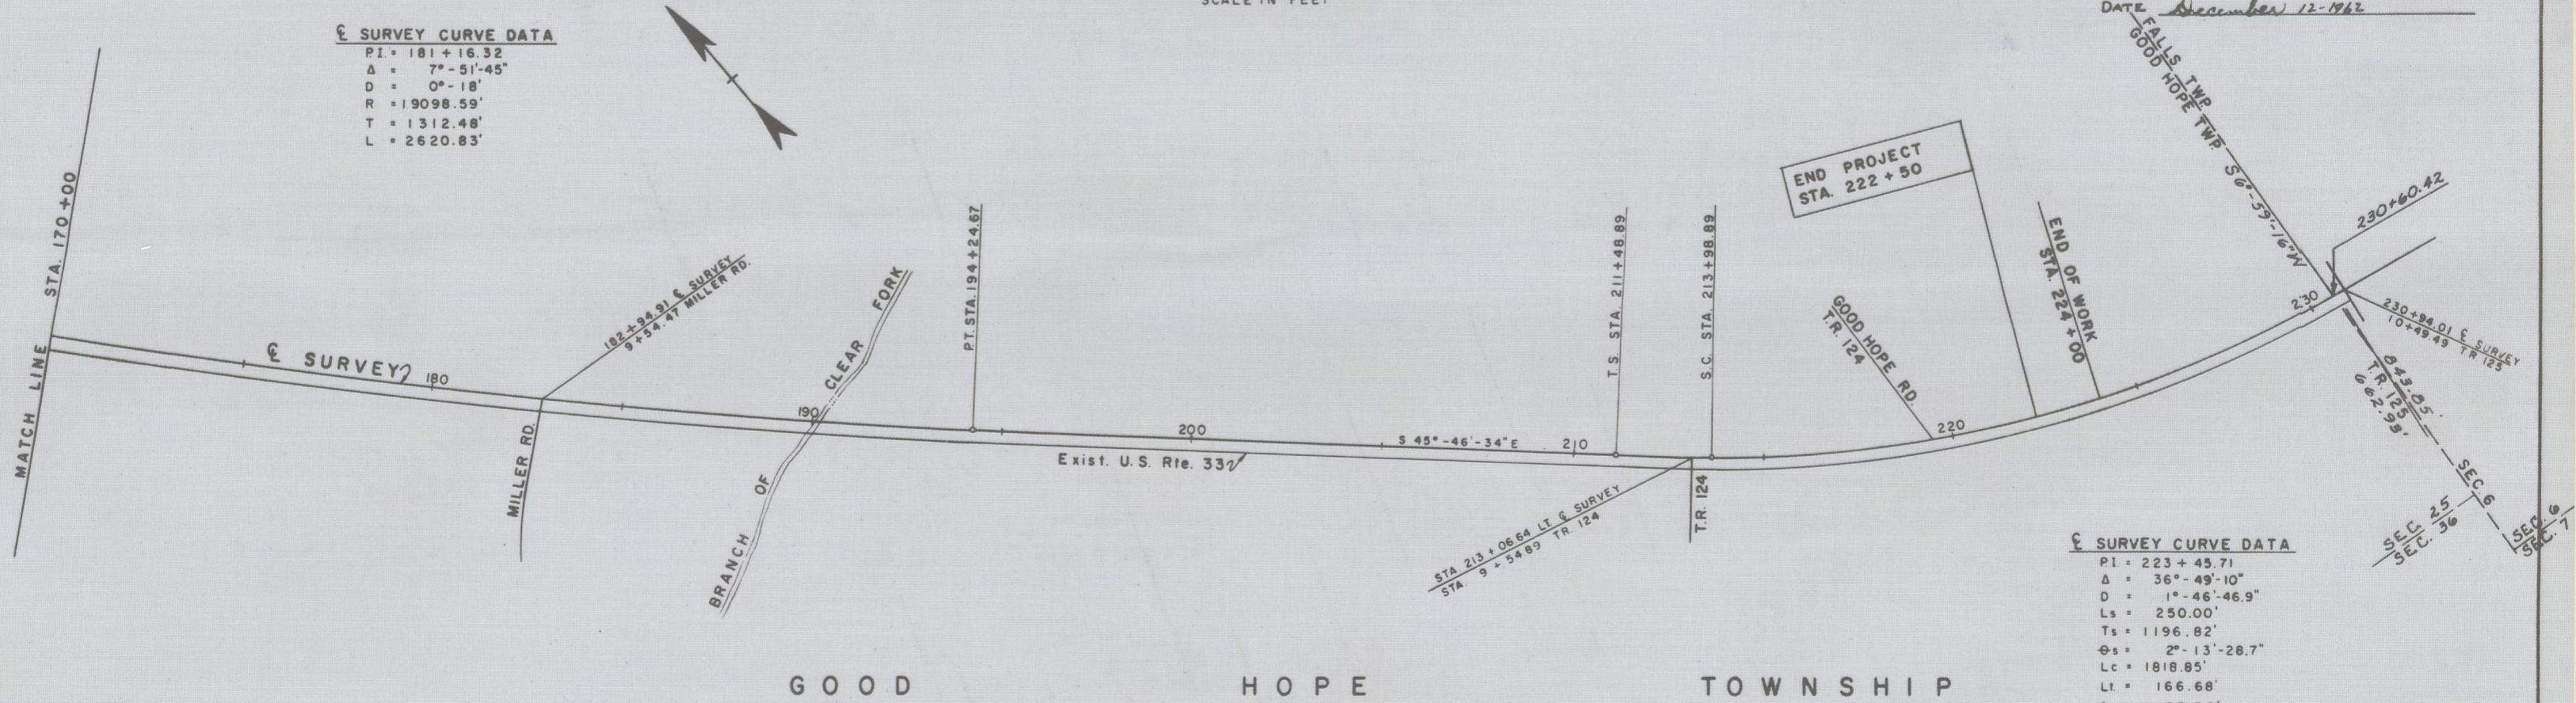 SCALE IN FEET
DATE December 12-1962
℄ SURVEY CURVE DATA
P.I. = 181 + 16.32
Δ = 7°-51'-45"
D = 0°-18'
R = 19098.59'
T = 1312.48'
L = 2620.83'
MATCH LINE STA. 170+00
℄ SURVEY
180
182+94.91 ℄ SURVEY
9+54.47 MILLER RD.
MILLER RD.
BRANCH OF CLEAR FORK
190
P.T. STA. 194+24.67
200
Exist. U.S. Rte. 33
S 45°-46'-34" E
210
T.S. STA. 211+48.89
S.C. STA. 213+98.89
STA. 213+06.64 LT. ℄ SURVEY
STA. 9+54.89 T.R. 124
T.R. 124
GOOD HOPE RD.
T.R. 124
220
END PROJECT
STA. 222+50
END OF WORK
STA. 224+00
FALLS TWP.
GOOD HOPE TWP. S 6°-59'-16"W
230+60.42
230
230+94.01 ℄ SURVEY
10+49.49 T.R. 125
843.85'
T.R. 125
662.93'
SEC. 6
SEC. 25
SEC. 36
SEC. 6
SEC. 7
℄ SURVEY CURVE DATA
P.I. = 223 + 45.71
Δ = 36°-49'-10"
D = 1°-46'-46.9"
Ls = 250.00'
Ts = 1196.82'
Θs = 2°-13'-28.7"
Lc = 1818.85'
Lt. = 166.68'
GOOD HOPE TOWNSHIP